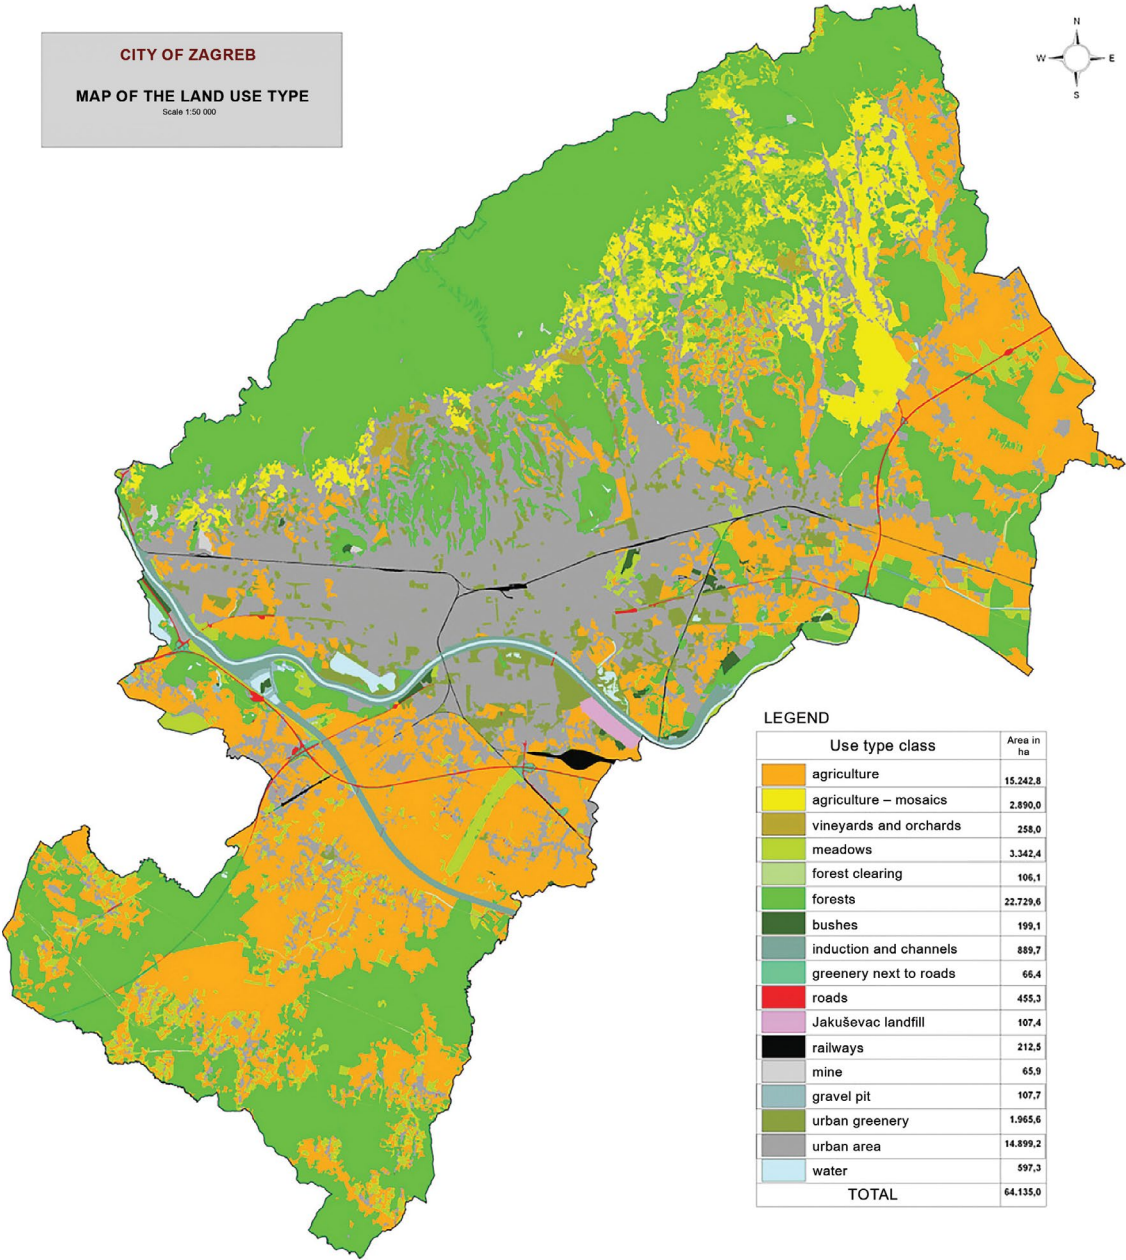 CITY OF ZAGREB
MAP OF THE LAND USE TYPE
Scale 1:50 000
N
W E
S
LEGEND
Use type class Area in ha
agriculture 15.242,8
agriculture – mosaics 2.890,0
vineyards and orchards 258,0
meadows 3.342,4
forest clearing 106,1
forests 22.729,6
bushes 199,1
induction and channels 889,7
greenery next to roads 66,4
roads 455,3
Jakuševac landfill 107,4
railways 212,5
mine 65,9
gravel pit 107,7
urban greenery 1.965,6
urban area 14.899,2
water 597,3
TOTAL 64.135,0